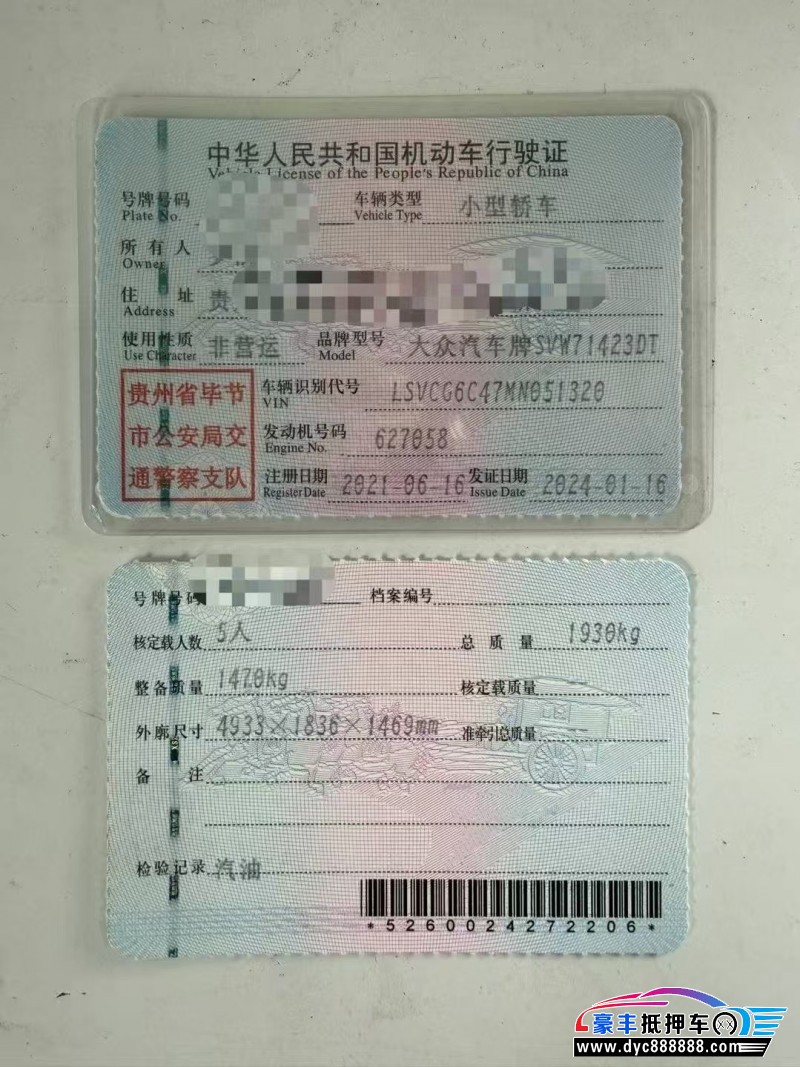 中华人民共和国机动车行驶证
Vehicle License of the People's Republic of China
号牌号码 车辆类型 小型轿车
Plate No. Vehicle Type
所有人
Owner
住址 贵
Address
使用性质 非营运 品牌型号 大众汽车牌SVW71423DT
Use Character Model
贵州省毕节
市公安局交
通警察支队
车辆识别代号 LSVCG6C47MN051320
VIN
发动机号码 627058
Engine No.
注册日期 2021-06-16 发证日期 2024-01-16
Register Date Issue Date
号牌号码 档案编号
核定载人数 5人 总质量 1930kg
整备质量 1470kg 核定载质量
外廓尺寸 4933×1836×1469mm 准牵引总质量
备注
检验记录 汽油
*5260024272206*
豪丰抵押车
www.dyc888888.com